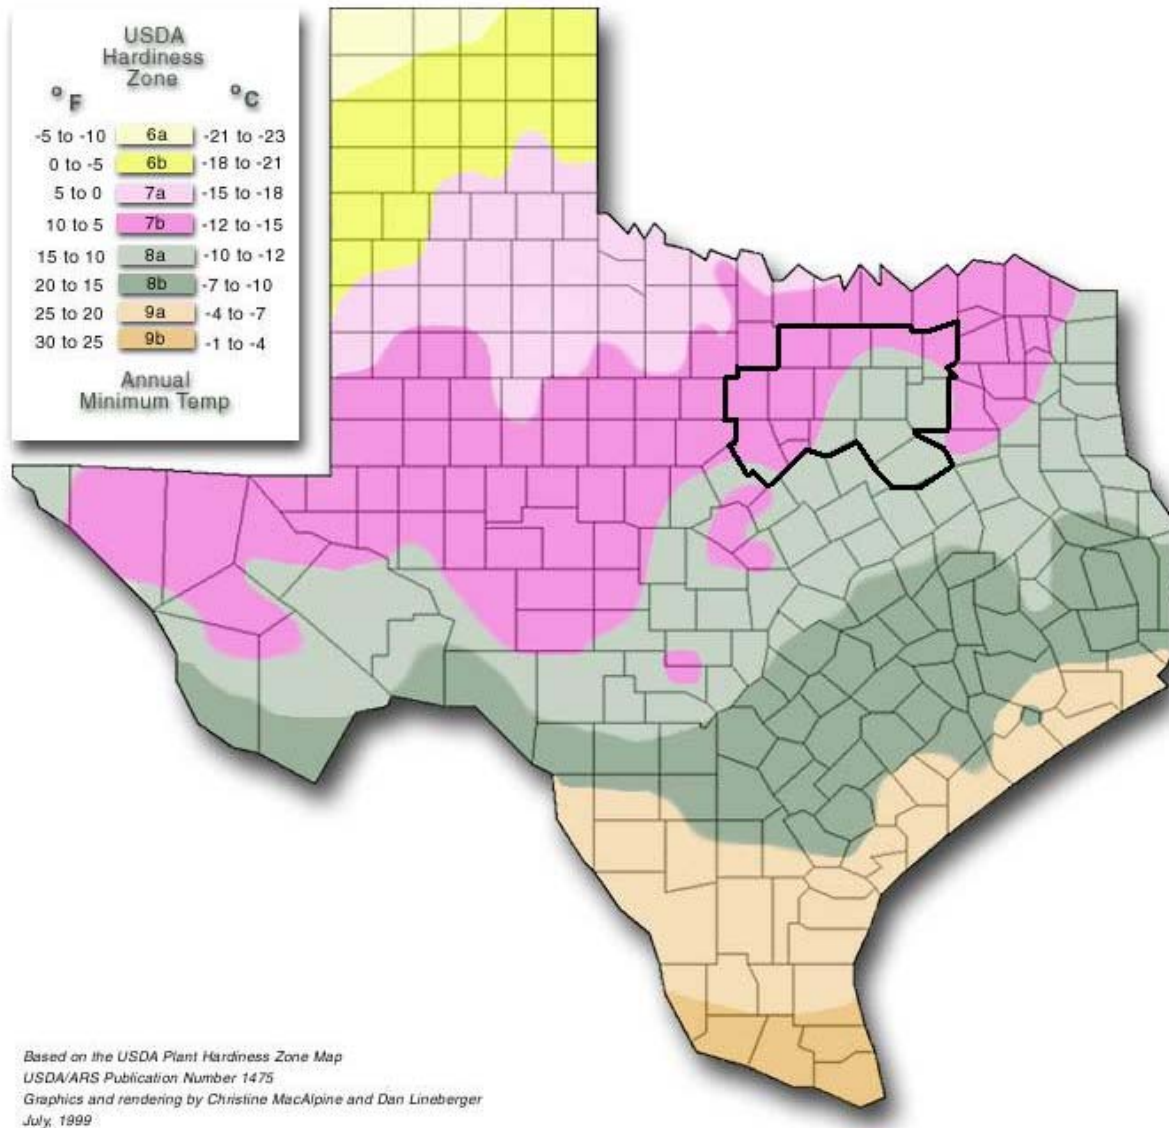 USDA
Hardiness
Zone
°F °C
-5 to -10 6a -21 to -23
0 to -5 6b -18 to -21
5 to 0 7a -15 to -18
10 to 5 7b -12 to -15
15 to 10 8a -10 to -12
20 to 15 8b -7 to -10
25 to 20 9a -4 to -7
30 to 25 9b -1 to -4
Annual
Minimum Temp
Based on the USDA Plant Hardiness Zone Map
USDA/ARS Publication Number 1475
Graphics and rendering by Christine MacAlpine and Dan Lineberger
July, 1999